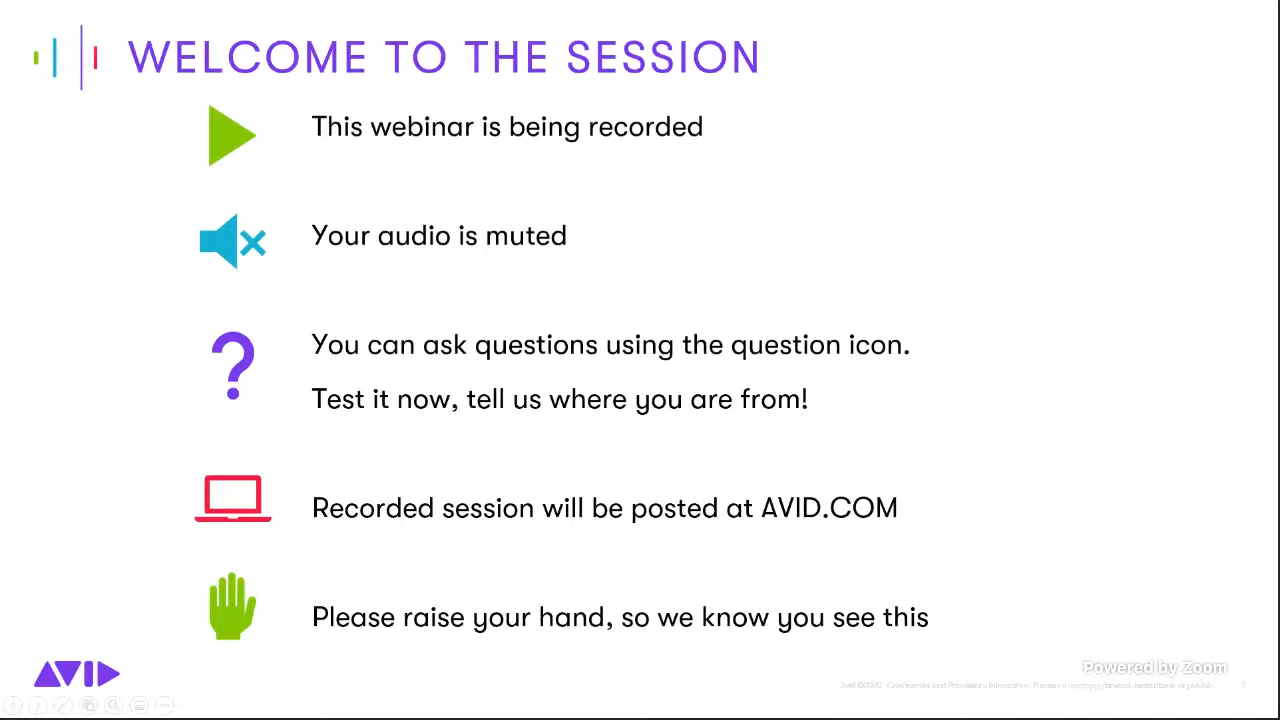 WELCOME TO THE SESSION
This webinar is being recorded
Your audio is muted
You can ask questions using the question icon.
Test it now, tell us where you are from!
Recorded session will be posted at AVID.COM
Please raise your hand, so we know you see this
AVID
Powered by Zoom